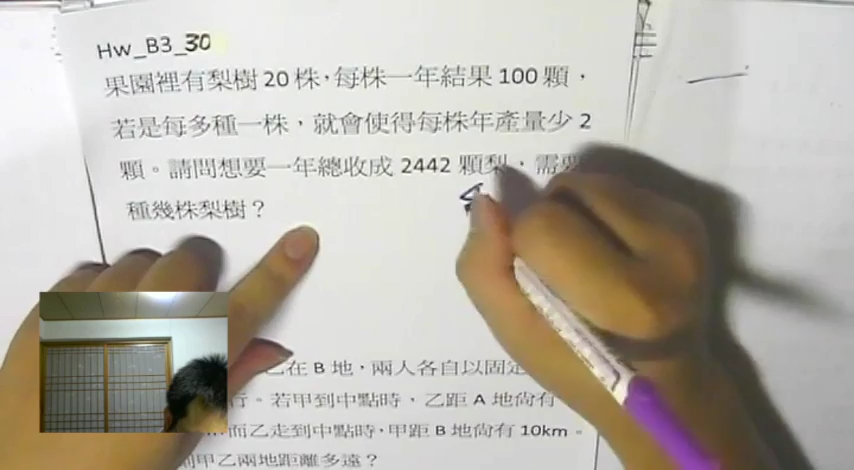 Hw_B3_30
果園裡有梨樹 20 株，每株一年結果 100 顆，
若是每多種一株，就會使得每株年產量少 2
顆。請問想要一年總收成 2442 顆梨，需要
種幾株梨樹？
乙在 B 地，兩人各自以固定
行。若甲到中點時，乙距 A 地尚有
而乙走到中點時，甲距 B 地尚有 10km。
甲乙兩地距離多遠？